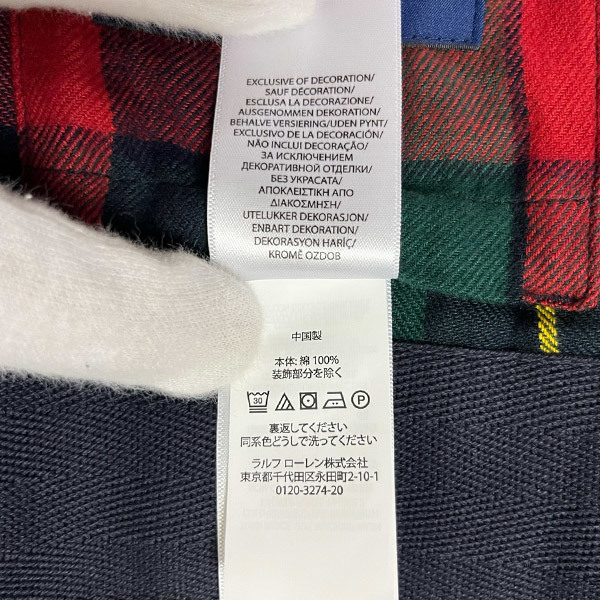 EXCLUSIVE OF DECORATION/
SAUF DÉCORATION/
ESCLUSA LA DECORAZIONE/
AUSGENOMMEN DEKORATION/
BEHALVE VERSIERING/UDEN PYNT/
EXCLUSIVO DE LA DECORACIÓN/
NÃO INCLUI DECORAÇÃO/
ЗА ИСКЛЮЧЕНИЕМ
ДЕКОРАТИВНОЙ ОТДЕЛКИ/
БЕЗ УКРАСАТА/
ΑΠΟΚΛΕΙΣΤΙΚΗ ΑΠΟ
ΔΙΑΚΟΣΜΗΣΗ/
UTELUKKER DEKORASJON/
ENBART DEKORATION/
DEKORASYON HARİÇ/
KROMĚ OZDOB
中国製
本体: 綿 100%
装飾部分を除く
30 P
裏返してください
同系色どうしで洗ってください
ラルフ ローレン株式会社
東京都千代田区永田町2-10-1
0120-3274-20